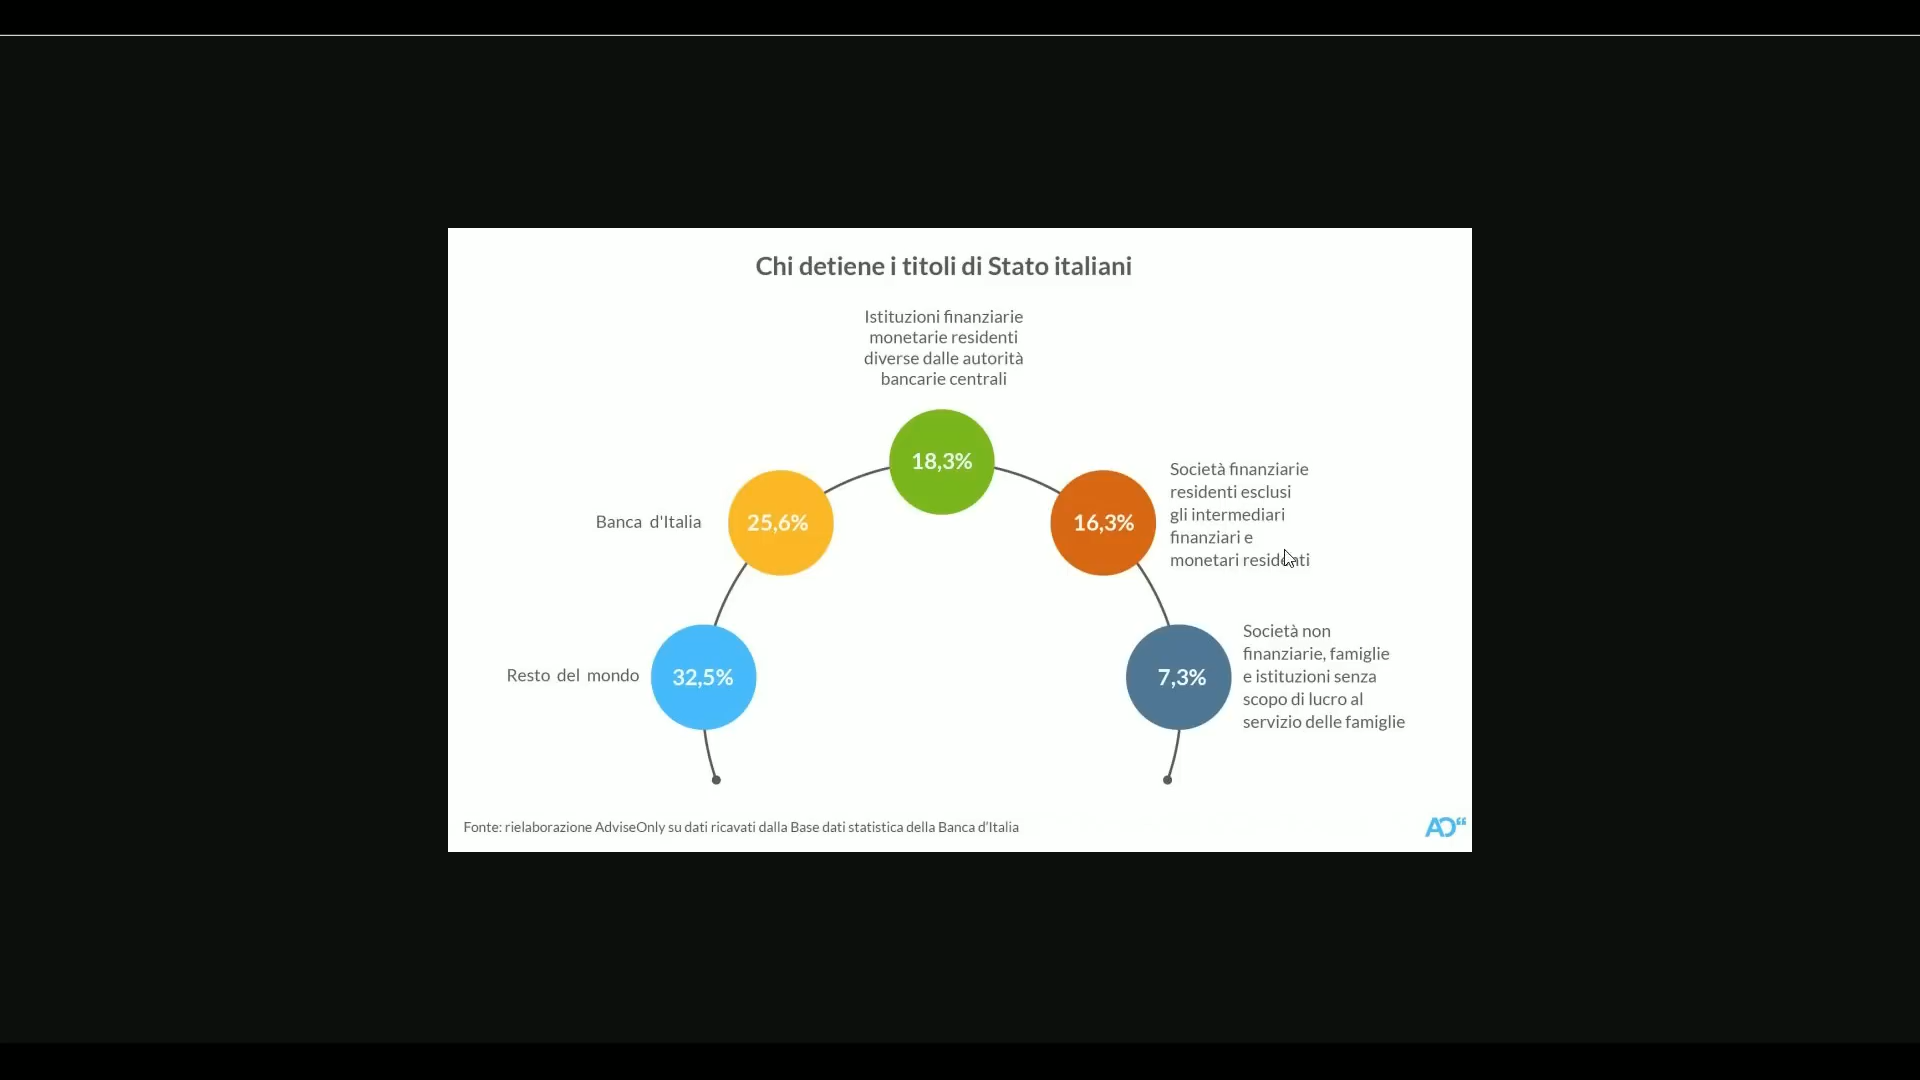 Chi detiene i titoli di Stato italiani
Istituzioni finanziarie
monetarie residenti
diverse dalle autorità
bancarie centrali
18,3%
Banca d'Italia
25,6%
16,3%
Società finanziarie
residenti esclusi
gli intermediari
finanziari e
monetari residenti
Resto del mondo
32,5%
7,3%
Società non
finanziarie, famiglie
e istituzioni senza
scopo di lucro al
servizio delle famiglie
Fonte: rielaborazione AdviseOnly su dati ricavati dalla Base dati statistica della Banca d'Italia
AO“